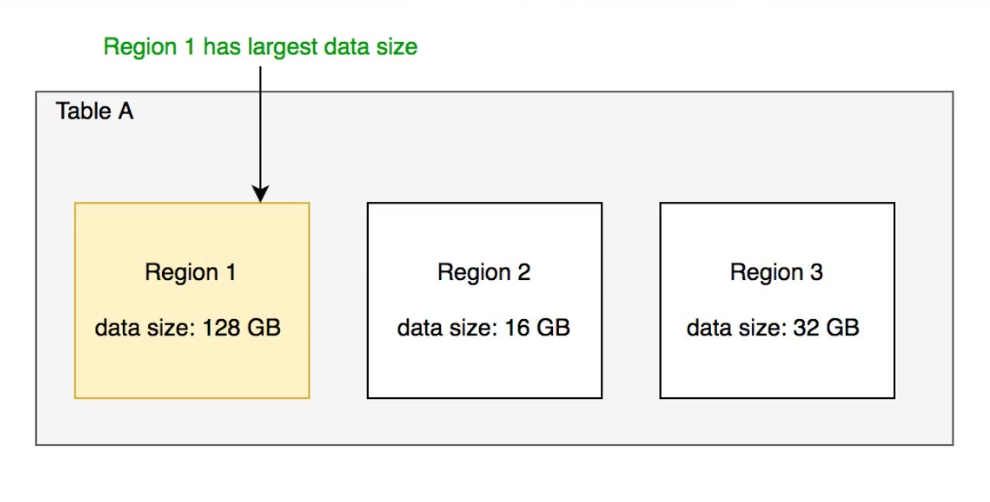 Region 1 has largest data size
Table A
Region 1
data size: 128 GB
Region 2
data size: 16 GB
Region 3
data size: 32 GB